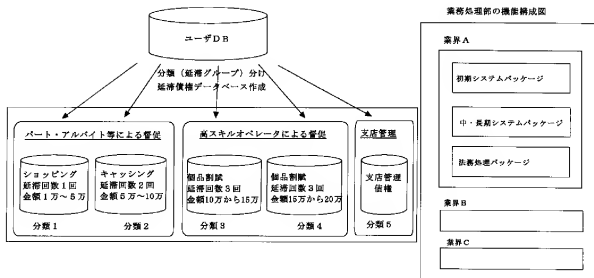 ユーザDB
分類(延滞グループ)分け
延滞債権データベース作成
パート・アルバイト等による督促
ショッピング
延滞回数1回
金額1万〜5万
キャッシング
延滞回数2回
金額5万〜10万
分類1
分類2
高スキルオペレータによる督促
個品割賦
延滞回数3回
金額10万から15万
個品割賦
延滞回数3回
金額15万から20万
分類3
分類4
支店管理
支店管理
債権
分類5
業務処理部の機能構成図
業界A
初期システムパッケージ
中・長期システムパッケージ
法務処理パッケージ
業界B
業界C